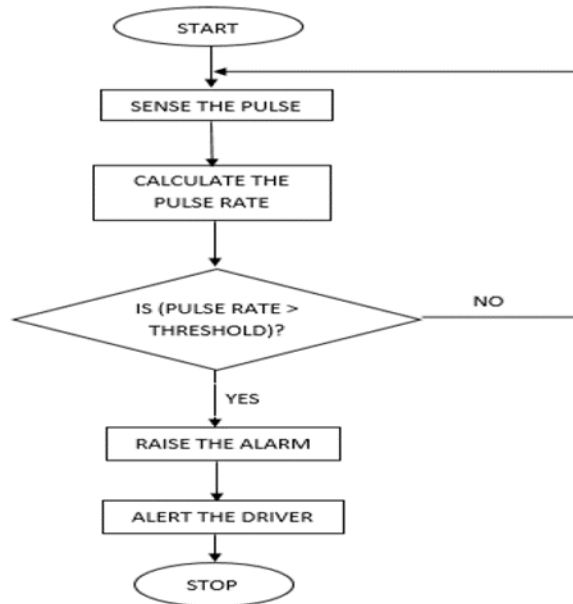 START
SENSE THE PULSE
CALCULATE THE
PULSE RATE
IS (PULSE RATE >
THRESHOLD)?
NO
YES
RAISE THE ALARM
ALERT THE DRIVER
STOP